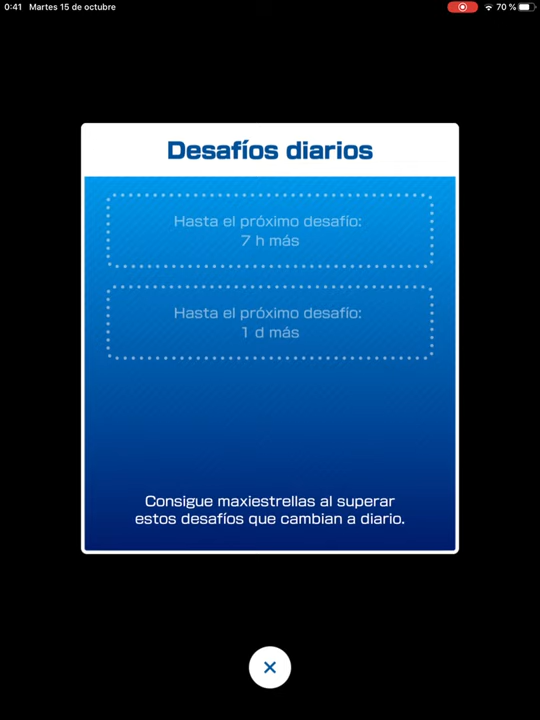 0:41 Martes 15 de octubre 70 %
Desafíos diarios
Hasta el próximo desafío:
7 h más
Hasta el próximo desafío:
1 d más
Consigue maxiestrellas al superar
estos desafíos que cambian a diario.